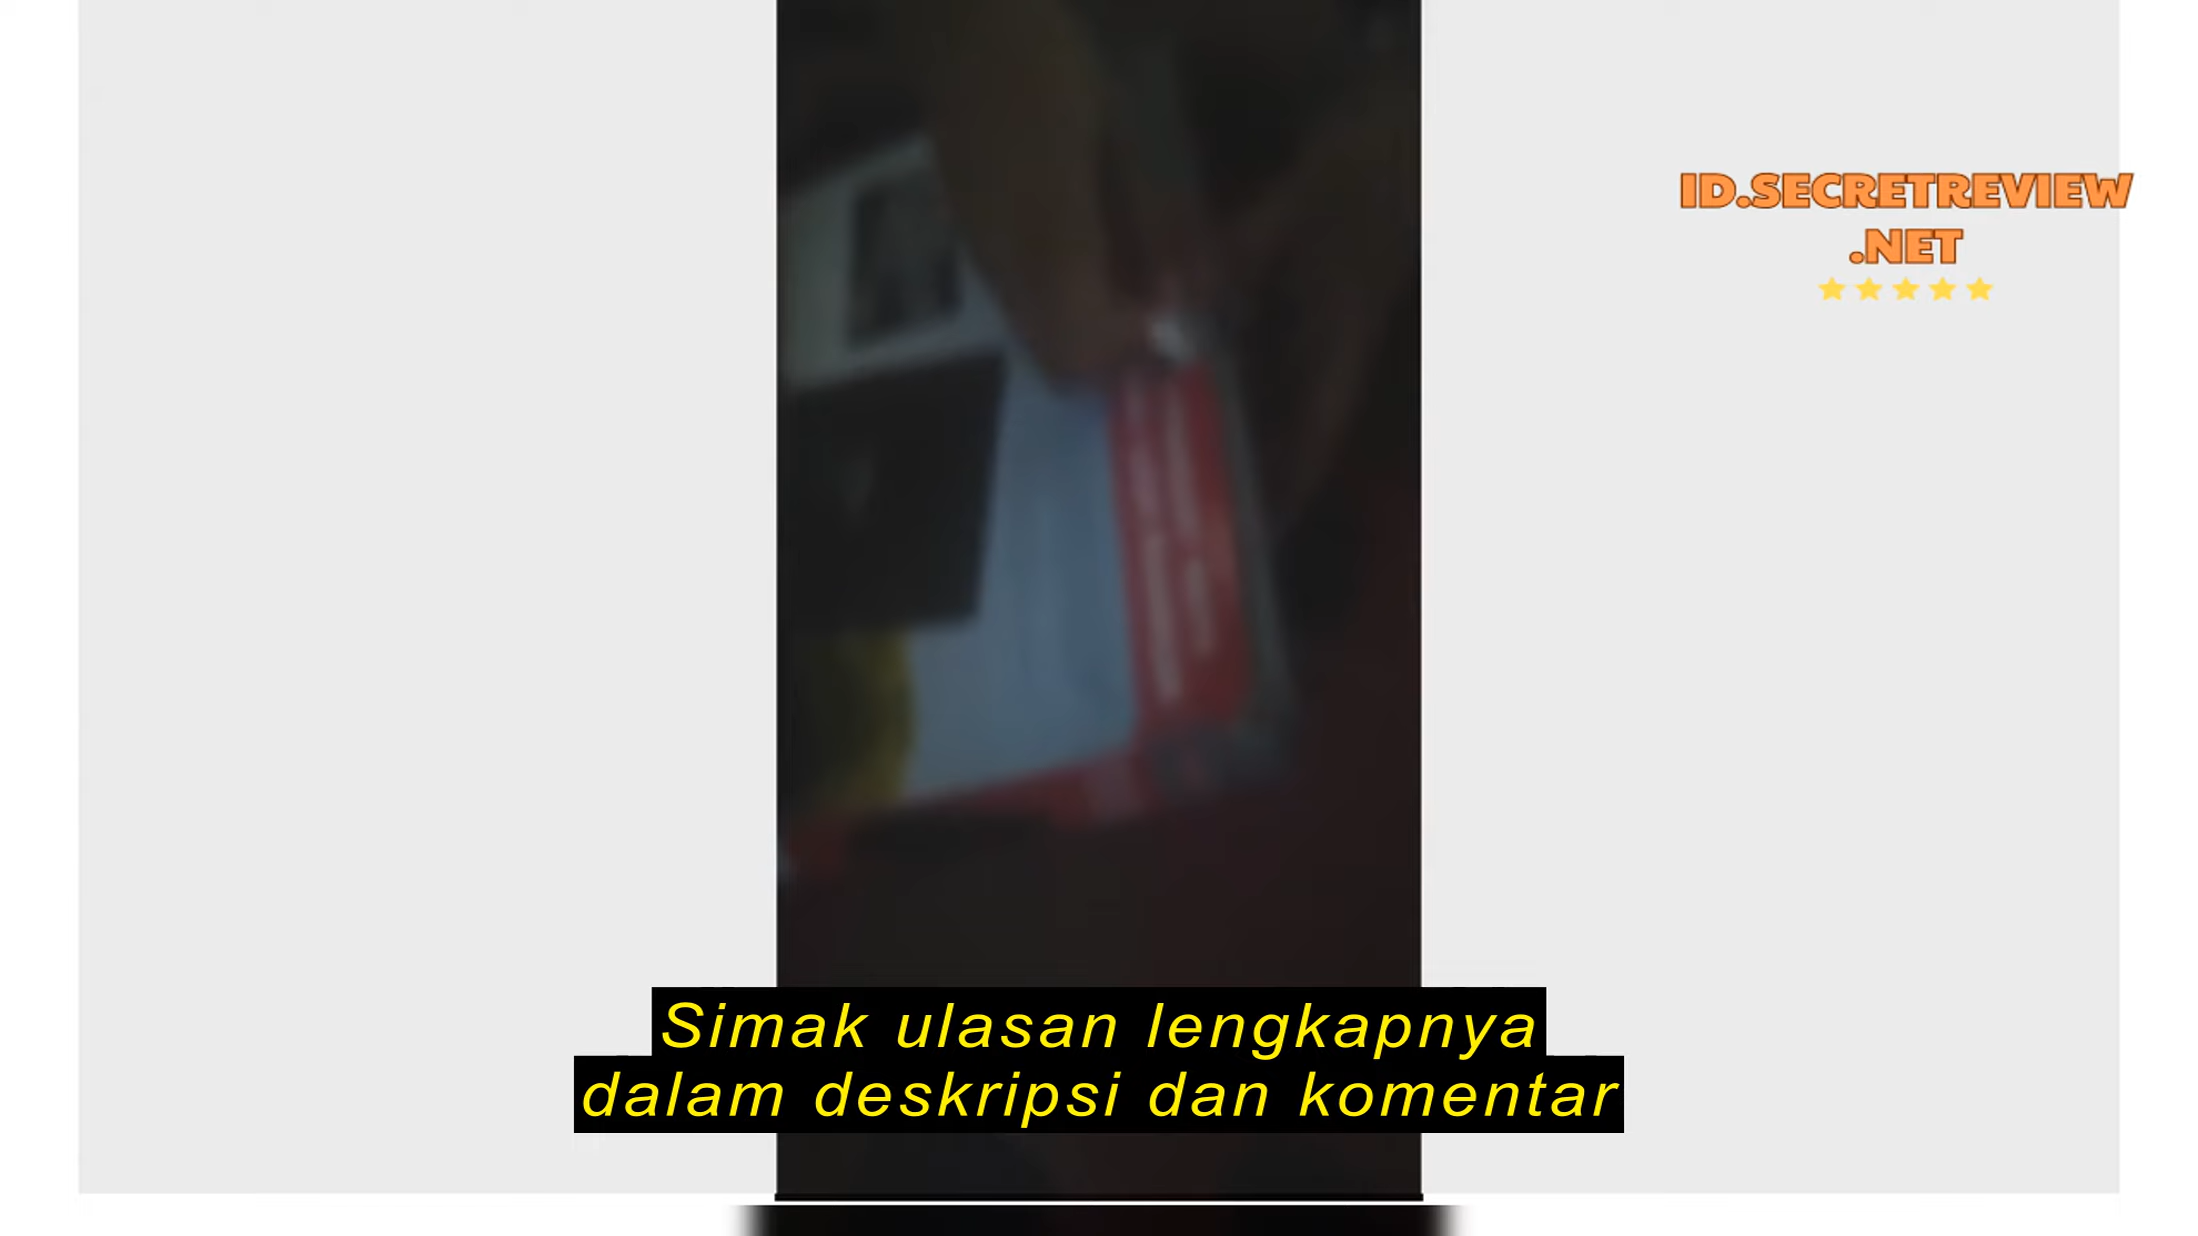 ID.SECRETREVIEW
.NET
Simak ulasan lengkapnya
dalam deskripsi dan komentar